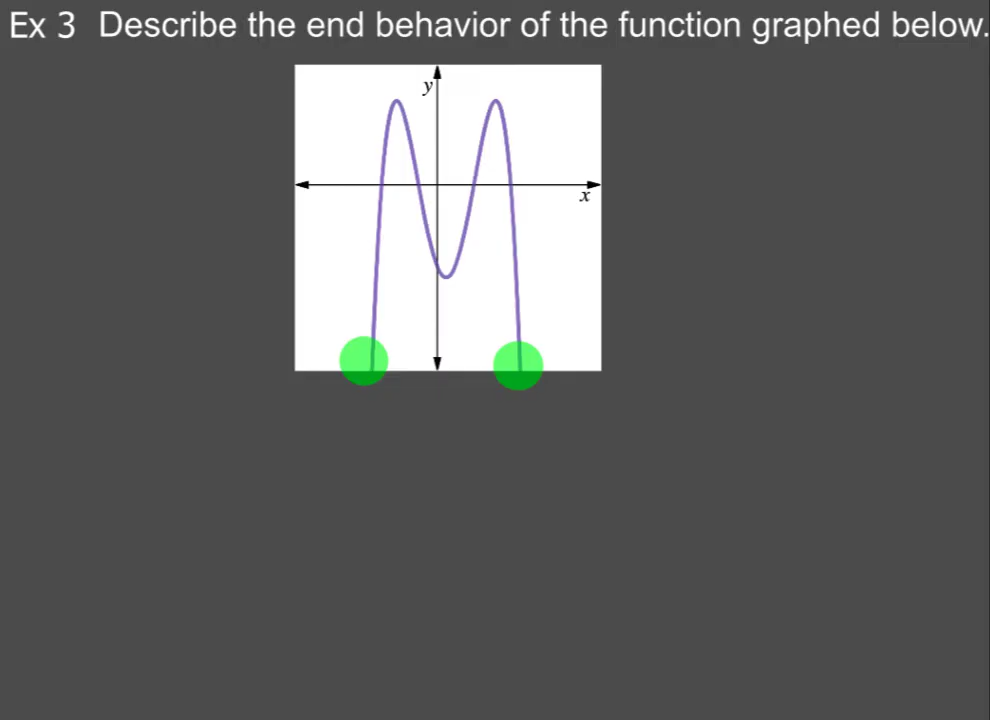 Ex 3 Describe the end behavior of the function graphed below.
y
x